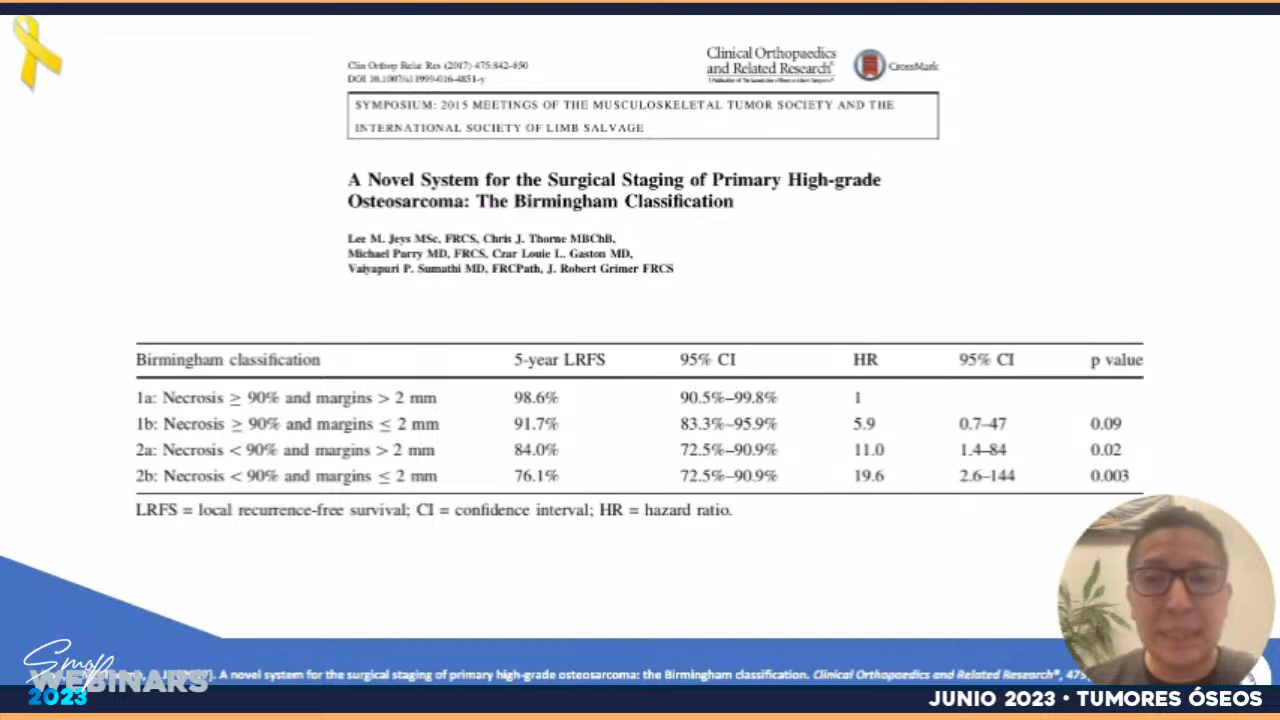 Clin Orthop Relat Res (2017) 475:842–850
DOI 10.1007/s11999-016-4851-y
Clinical Orthopaedics
and Related Research®
CrossMark
SYMPOSIUM: 2015 MEETINGS OF THE MUSCULOSKELETAL TUMOR SOCIETY AND THE
INTERNATIONAL SOCIETY OF LIMB SALVAGE
A Novel System for the Surgical Staging of Primary High-grade
Osteosarcoma: The Birmingham Classification
Lee M. Jeys MSc, FRCS, Chris J. Thorne MBChB,
Michael Parry MD, FRCS, Czar Louie L. Gaston MD,
Vaiyapuri P. Sumathi MD, FRCPath, J. Robert Grimer FRCS
Birmingham classification 5-year LRFS 95% CI HR 95% CI p value
1a: Necrosis ≥ 90% and margins > 2 mm 98.6% 90.5%–99.8% 1
1b: Necrosis ≥ 90% and margins ≤ 2 mm 91.7% 83.3%–95.9% 5.9 0.7–47 0.09
2a: Necrosis < 90% and margins > 2 mm 84.0% 72.5%–90.9% 11.0 1.4–84 0.02
2b: Necrosis < 90% and margins ≤ 2 mm 76.1% 72.5%–90.9% 19.6 2.6–144 0.003
LRFS = local recurrence-free survival; CI = confidence interval; HR = hazard ratio.
A novel system for the surgical staging of primary high-grade osteosarcoma: the Birmingham classification. Clinical Orthopaedics and Related Research®,
Smop
WEBINARS
2023
JUNIO 2023 • TUMORES ÓSEOS